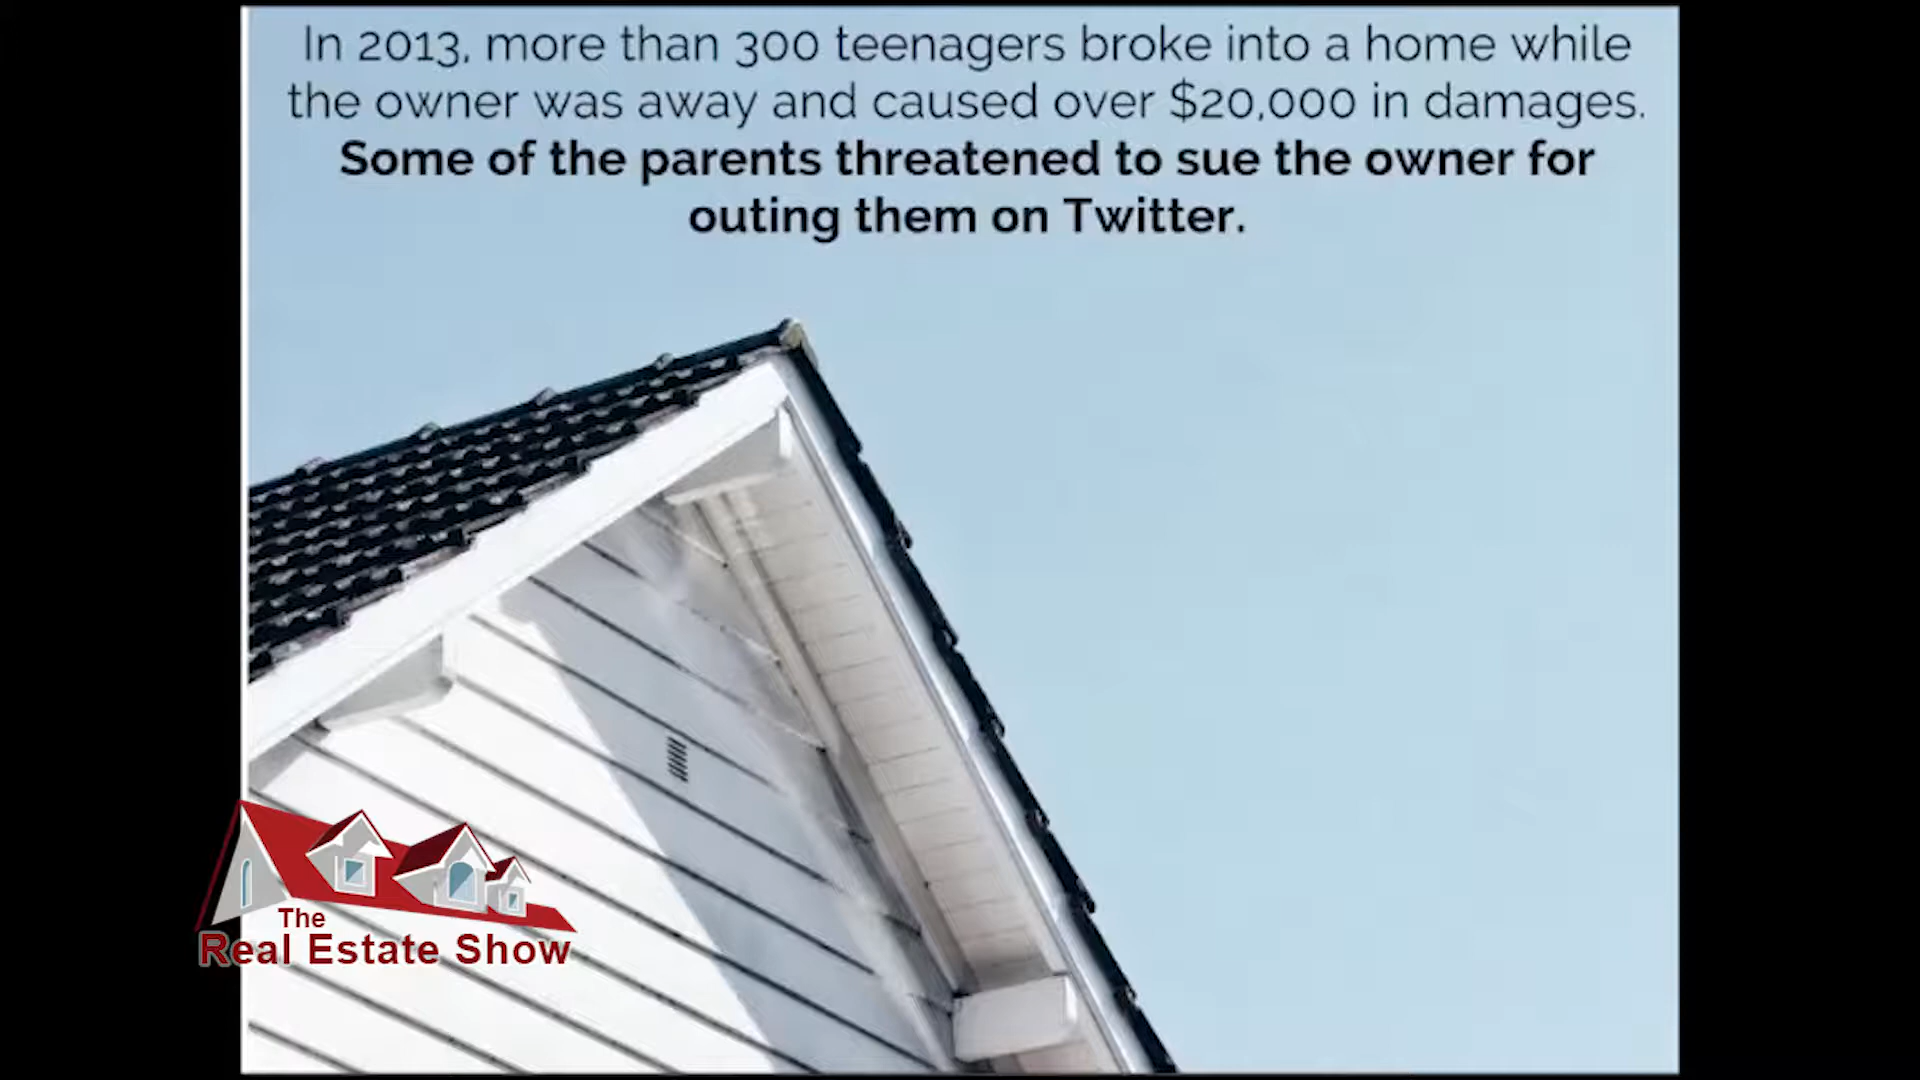 In 2013, more than 300 teenagers broke into a home while
the owner was away and caused over $20,000 in damages.
Some of the parents threatened to sue the owner for
outing them on Twitter.
The
Real Estate Show